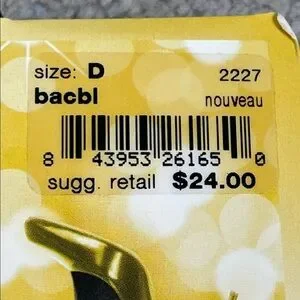 size: D 2227
bacbl nouveau
8 43953 26165 0
sugg. retail $24.00